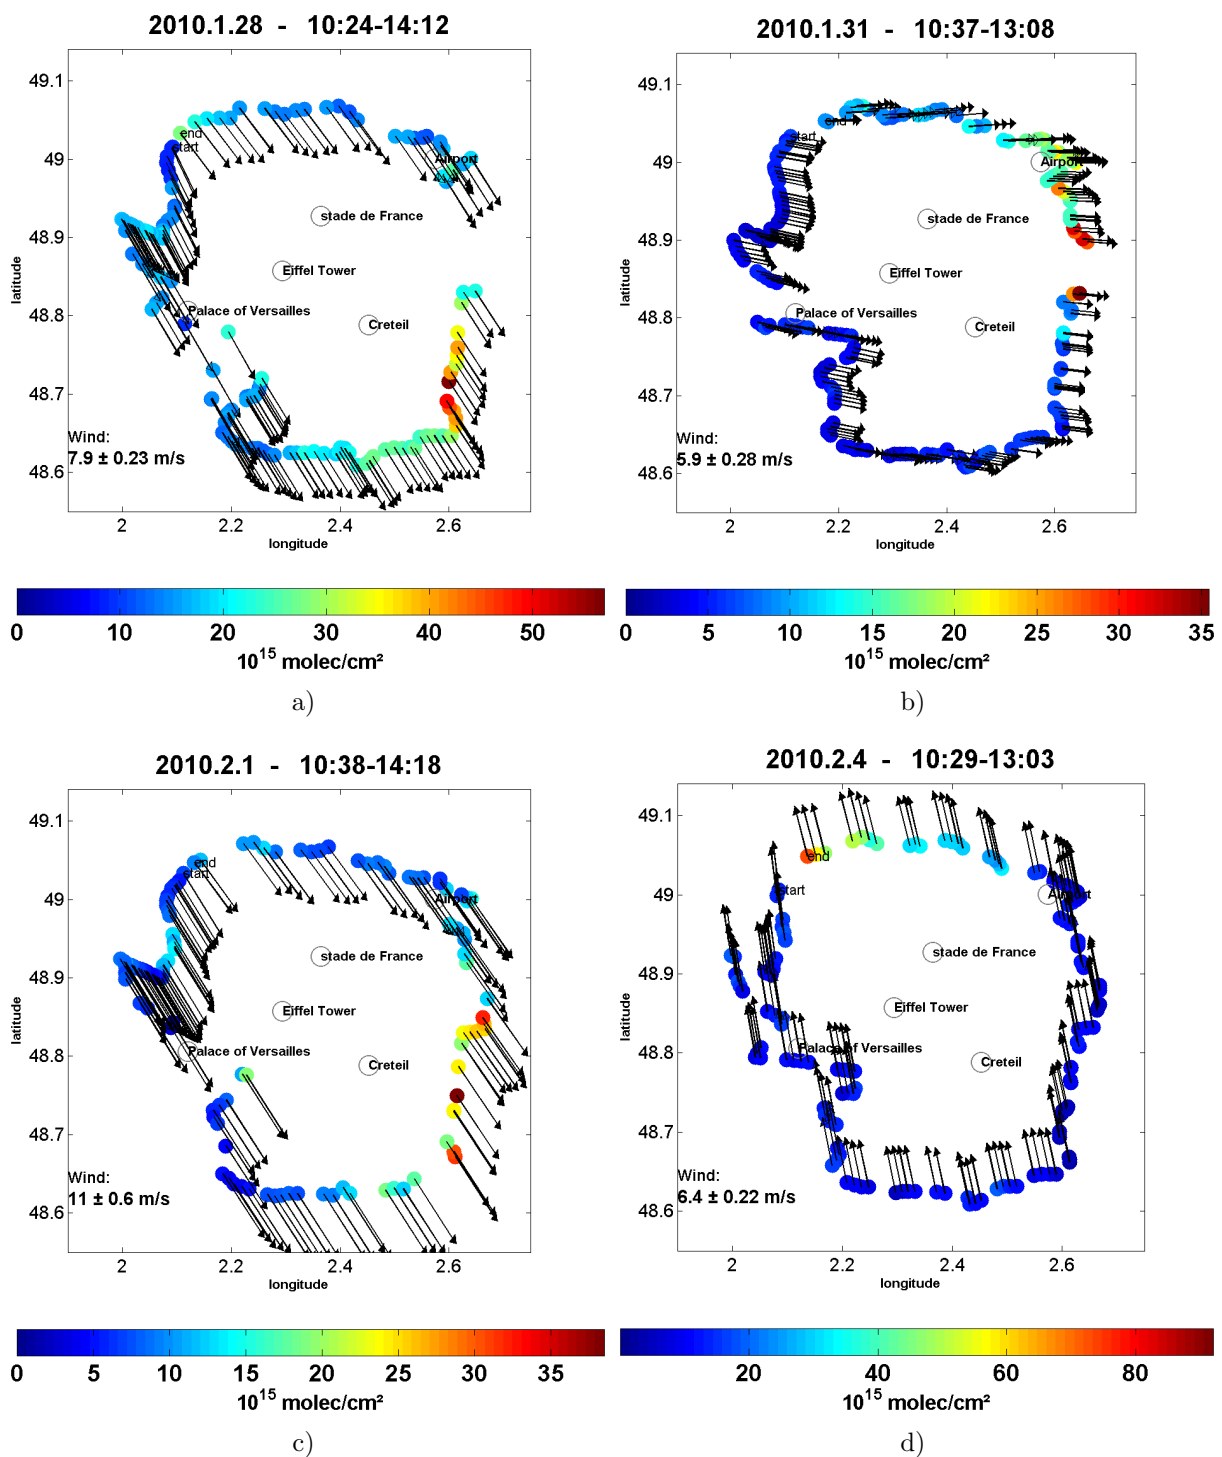 2010.1.28 - 10:24-14:12
49.1
49
48.9
48.8
48.7
48.6
latitude
end
start
Airport
stade de France
Eiffel Tower
Palace of Versailles
Creteil
Wind:
7.9 ± 0.23 m/s
2 2.2 2.4 2.6
longitude
0 10 20 30 40 50
10¹⁵ molec/cm²
a)
2010.1.31 - 10:37-13:08
49.1
49
48.9
48.8
48.7
48.6
latitude
end
start
Airport
stade de France
Eiffel Tower
Palace of Versailles
Creteil
Wind:
5.9 ± 0.28 m/s
2 2.2 2.4 2.6
longitude
0 5 10 15 20 25 30 35
10¹⁵ molec/cm²
b)
2010.2.1 - 10:38-14:18
49.1
49
48.9
48.8
48.7
48.6
latitude
end
start
Airport
stade de France
Eiffel Tower
Palace of Versailles
Creteil
Wind:
11 ± 0.6 m/s
2 2.2 2.4 2.6
longitude
0 5 10 15 20 25 30 35
10¹⁵ molec/cm²
c)
2010.2.4 - 10:29-13:03
49.1
49
48.9
48.8
48.7
48.6
latitude
end
start
Airport
stade de France
Eiffel Tower
Palace of Versailles
Creteil
Wind:
6.4 ± 0.22 m/s
2 2.2 2.4 2.6
longitude
20 40 60 80
10¹⁵ molec/cm²
d)